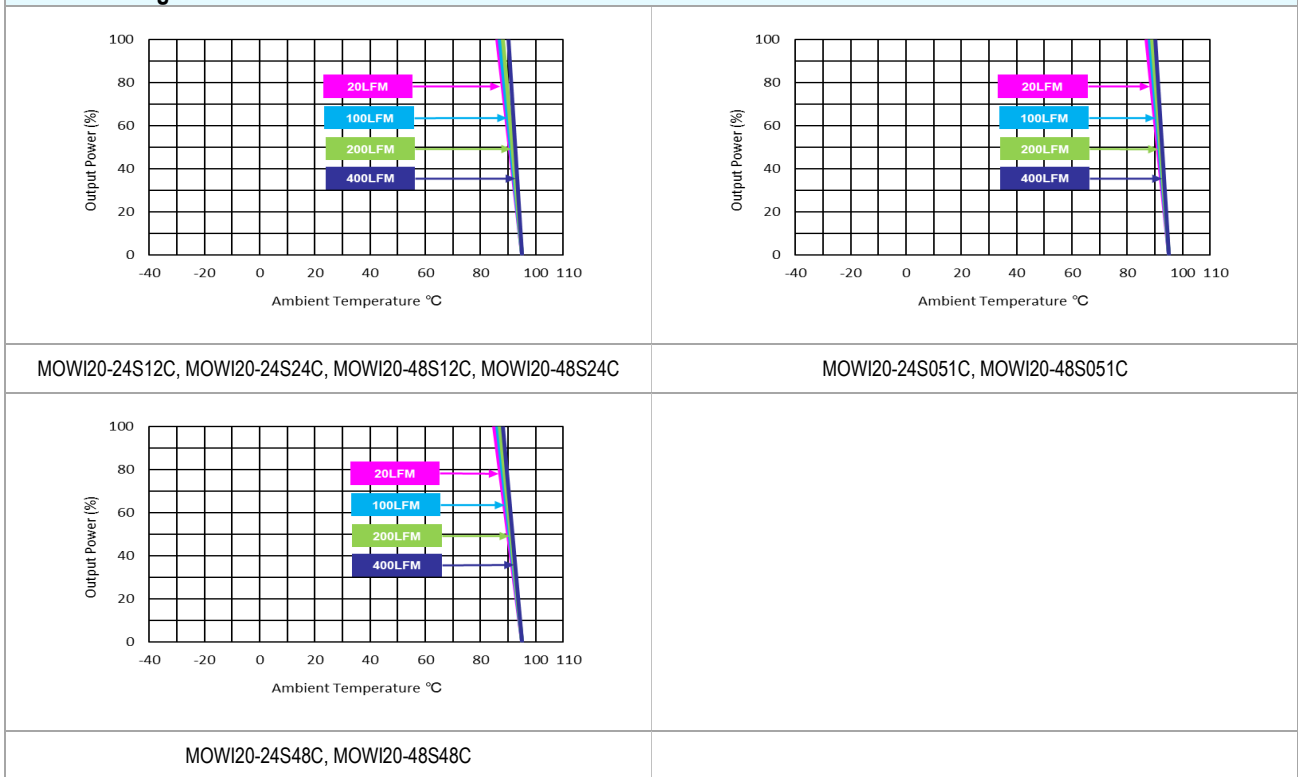 100
80
60
40
20
0
Output Power (%)
20LFM
100LFM
200LFM
400LFM
-40 -20 0 20 40 60 80 100 110
Ambient Temperature ℃
100
80
60
40
20
0
Output Power (%)
20LFM
100LFM
200LFM
400LFM
-40 -20 0 20 40 60 80 100 110
Ambient Temperature ℃
MOWI20-24S12C, MOWI20-24S24C, MOWI20-48S12C, MOWI20-48S24C
MOWI20-24S051C, MOWI20-48S051C
100
80
60
40
20
0
Output Power (%)
20LFM
100LFM
200LFM
400LFM
-40 -20 0 20 40 60 80 100 110
Ambient Temperature ℃
MOWI20-24S48C, MOWI20-48S48C